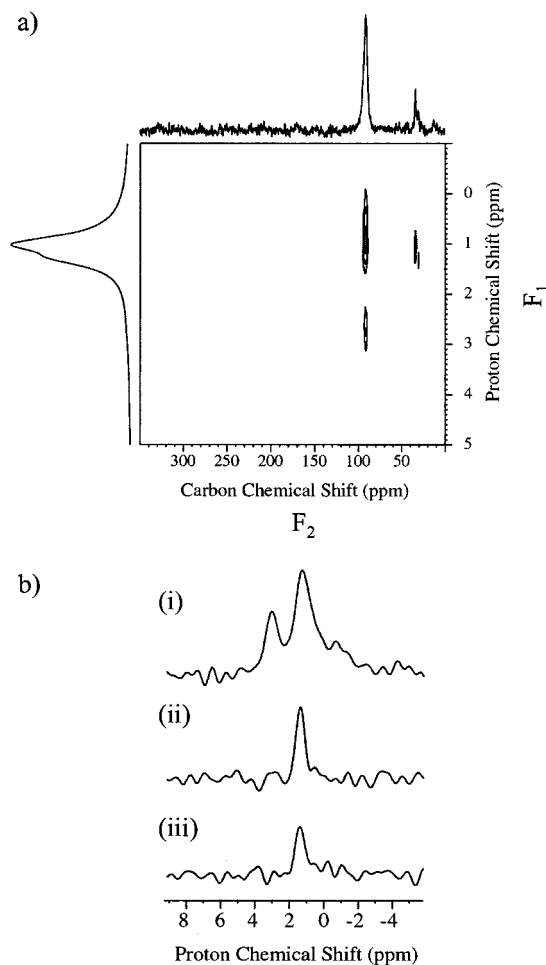 a)
0
1
2
3
4
5
Proton Chemical Shift (ppm)
F1
300 250 200 150 100 50
Carbon Chemical Shift (ppm)
F2
b)
(i)
(ii)
(iii)
8 6 4 2 0 -2 -4
Proton Chemical Shift (ppm)